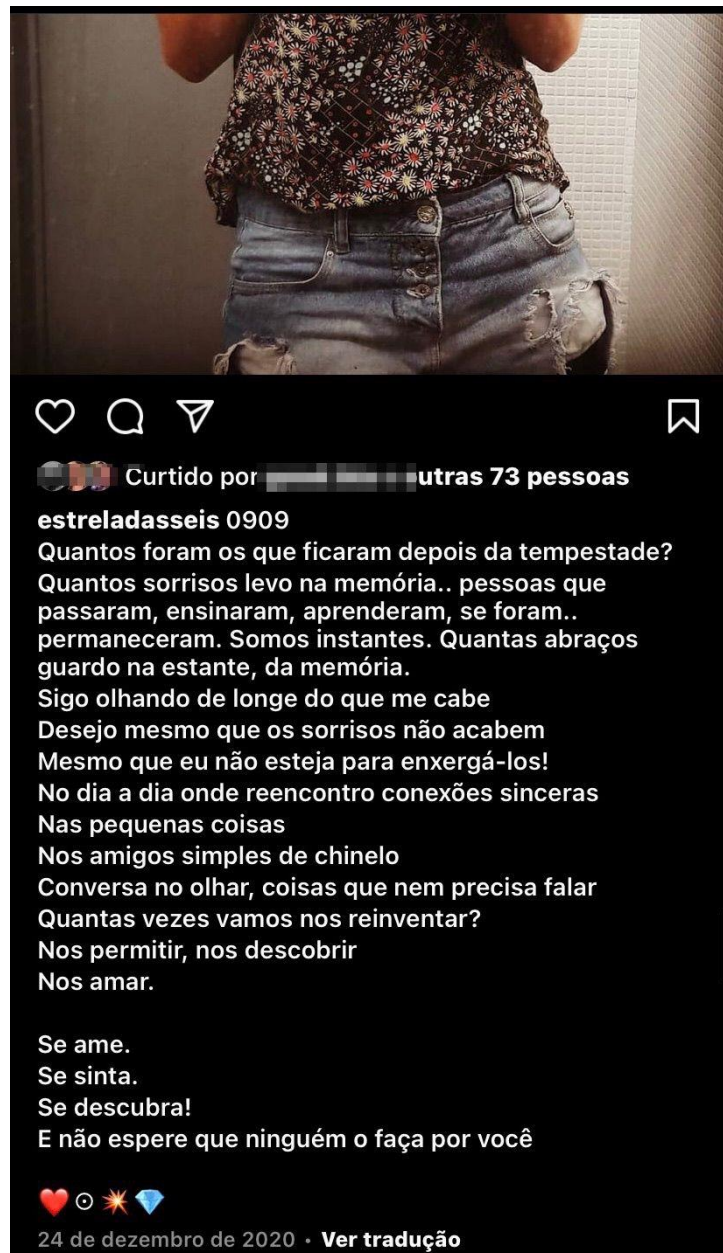 Curtido por utras 73 pessoas
estreladasseis 0909
Quantos foram os que ficaram depois da tempestade?
Quantos sorrisos levo na memória.. pessoas que
passaram, ensinaram, aprenderam, se foram..
permaneceram. Somos instantes. Quantas abraços
guardo na estante, da memória.
Sigo olhando de longe do que me cabe
Desejo mesmo que os sorrisos não acabem
Mesmo que eu não esteja para enxergá-los!
No dia a dia onde reencontro conexões sinceras
Nas pequenas coisas
Nos amigos simples de chinelo
Conversa no olhar, coisas que nem precisa falar
Quantas vezes vamos nos reinventar?
Nos permitir, nos descobrir
Nos amar.
Se ame.
Se sinta.
Se descubra!
E não espere que ninguém o faça por você
❤️ ⊙ 💥 💎
24 de dezembro de 2020 • Ver tradução